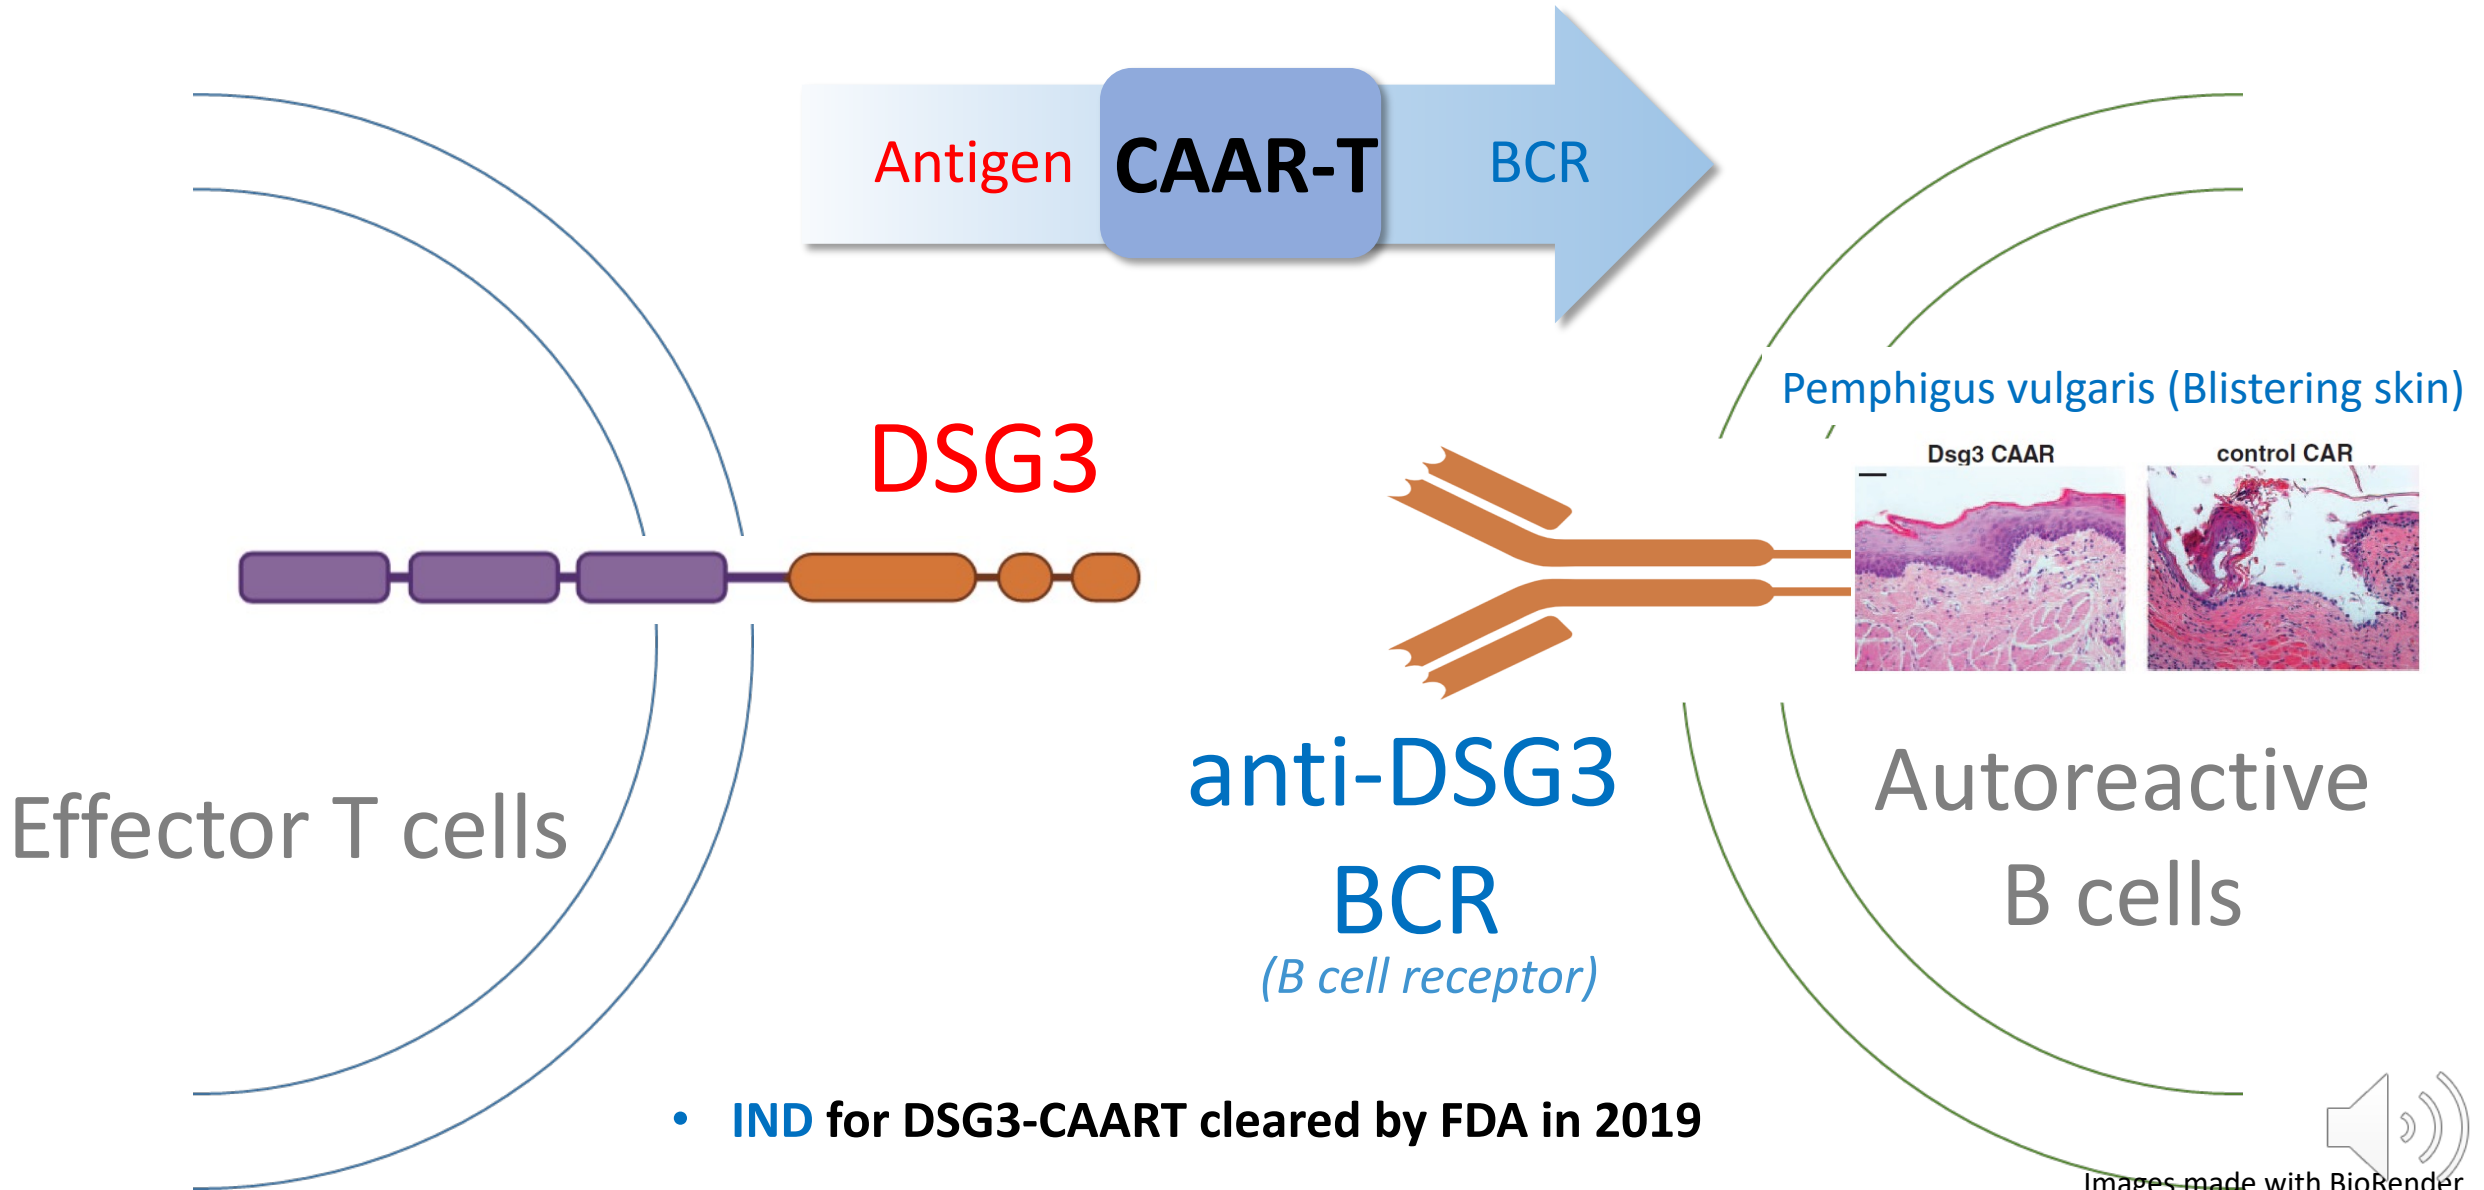 Antigen CAAR-T BCR
Pemphigus vulgaris (Blistering skin)
DSG3
Dsg3 CAAR control CAR
anti-DSG3
BCR
(B cell receptor)
Effector T cells
Autoreactive
B cells
• IND for DSG3-CAART cleared by FDA in 2019
Images made with BioRender